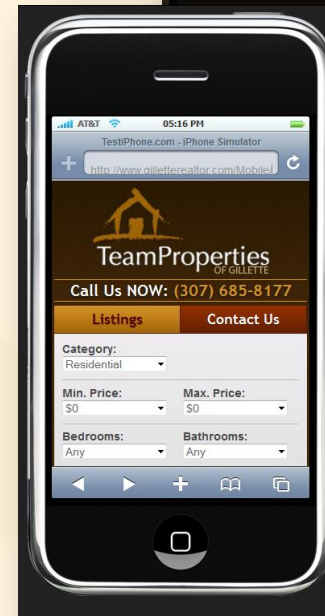 AT&T 05:16 PM
TestiPhone.com - iPhone Simulator
http://www.gilletterealtor.com/Mobile/
TeamProperties
OF GILLETTE
Call Us NOW: (307) 685-8177
Listings Contact Us
Category:
Residential
Min. Price: Max. Price:
$0 $0
Bedrooms: Bathrooms:
Any Any